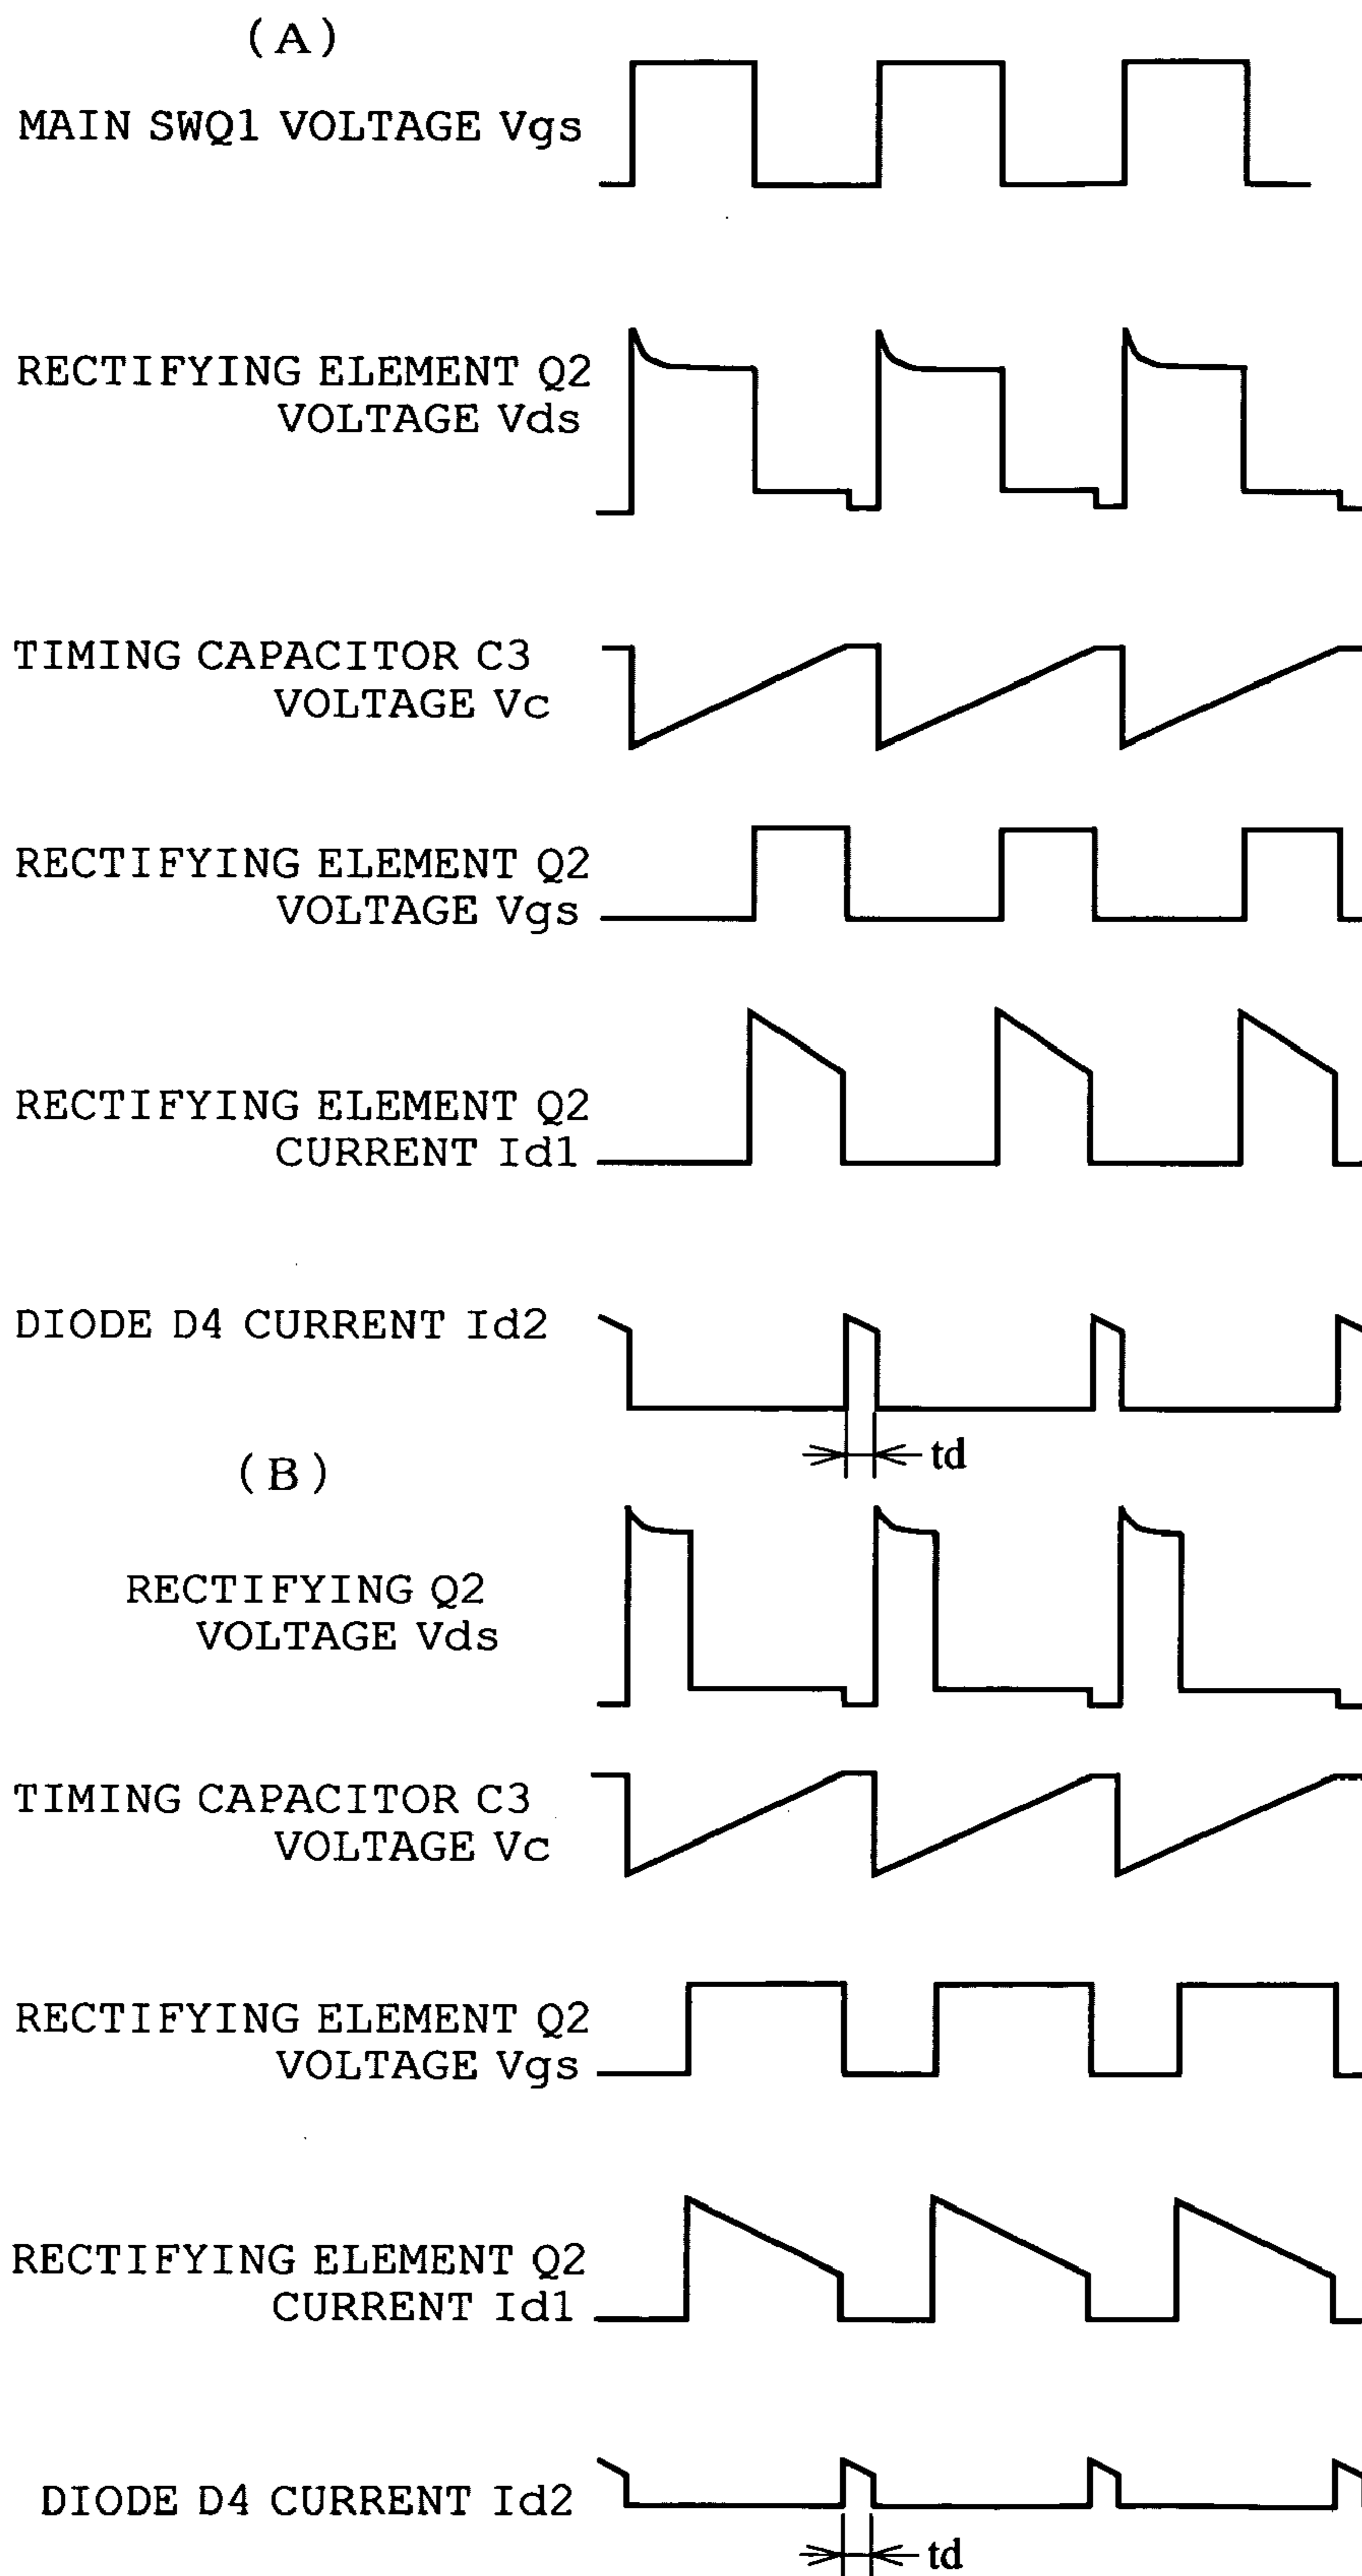 (A)
MAIN SWQ1 VOLTAGE Vgs
RECTIFYING ELEMENT Q2
VOLTAGE Vds
TIMING CAPACITOR C3
VOLTAGE Vc
RECTIFYING ELEMENT Q2
VOLTAGE Vgs
RECTIFYING ELEMENT Q2
CURRENT Id1
DIODE D4 CURRENT Id2
td
(B)
RECTIFYING Q2
VOLTAGE Vds
TIMING CAPACITOR C3
VOLTAGE Vc
RECTIFYING ELEMENT Q2
VOLTAGE Vgs
RECTIFYING ELEMENT Q2
CURRENT Id1
DIODE D4 CURRENT Id2
td